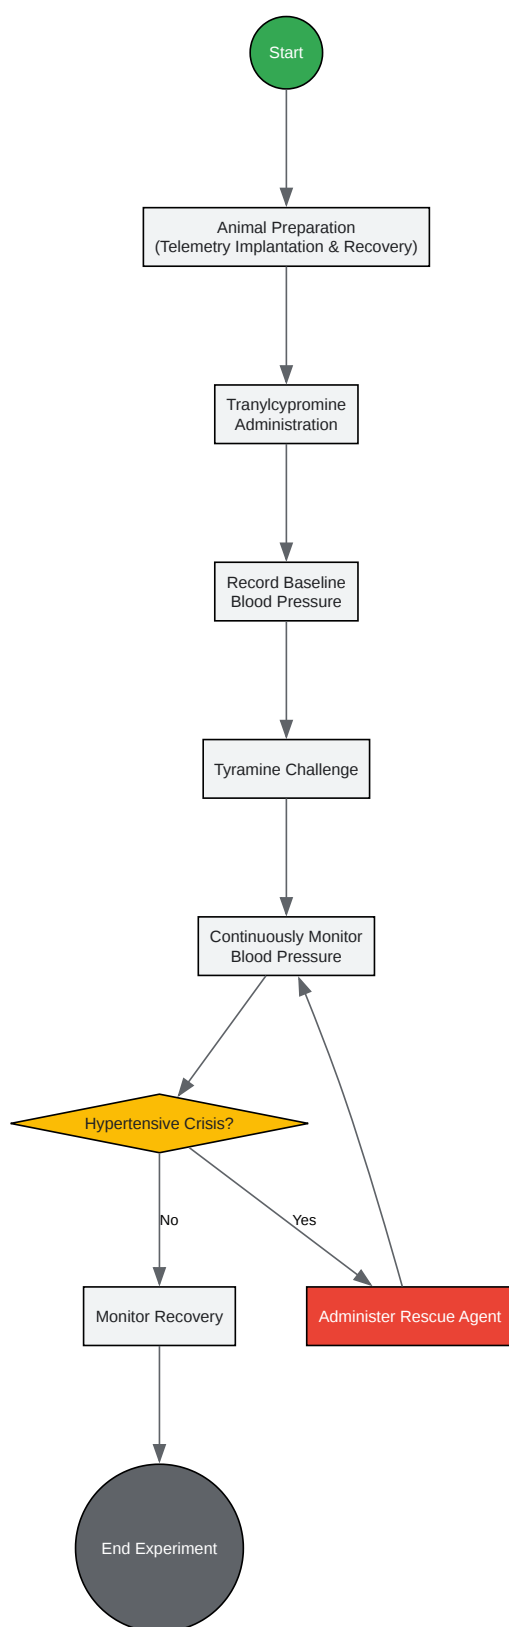 Start
Animal Preparation
(Telemetry Implantation & Recovery)
Tranylcypromine
Administration
Record Baseline
Blood Pressure
Tyramine Challenge
Continuously Monitor
Blood Pressure
Hypertensive Crisis?
No
Yes
Monitor Recovery
Administer Rescue Agent
End Experiment